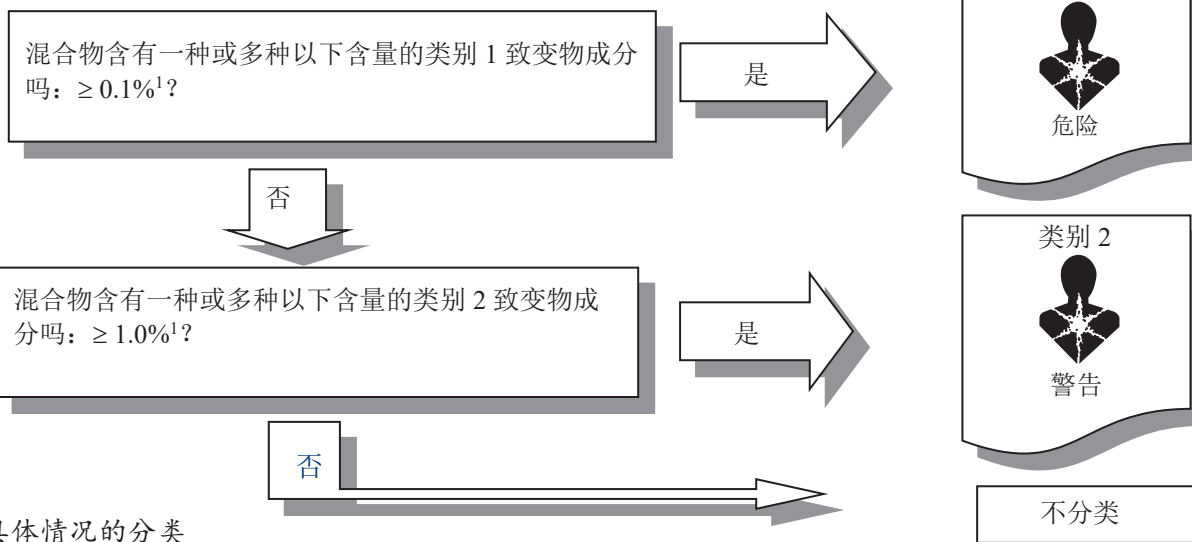 混合物含有一种或多种以下含量的类别 1 致变物成分
吗：≥ 0.1%¹？
是
危险
否
类别 2
混合物含有一种或多种以下含量的类别 2 致变物成
分吗：≥ 1.0%¹？
是
警告
否
不分类
体情况的分类